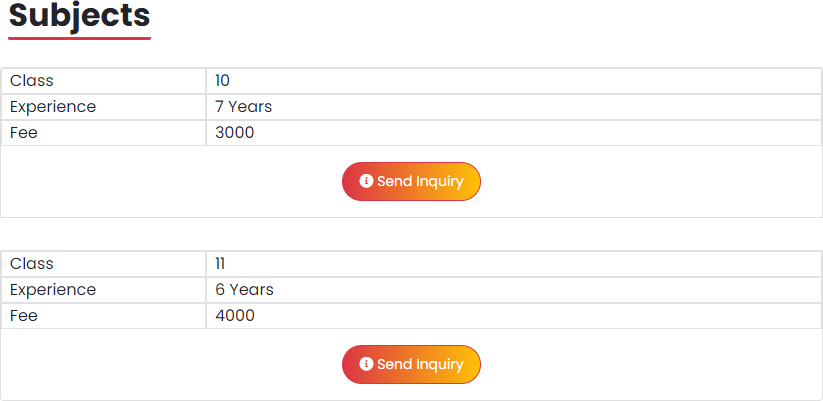 Subjects
Class 10
Experience 7 Years
Fee 3000
Send Inquiry
Class 11
Experience 6 Years
Fee 4000
Send Inquiry